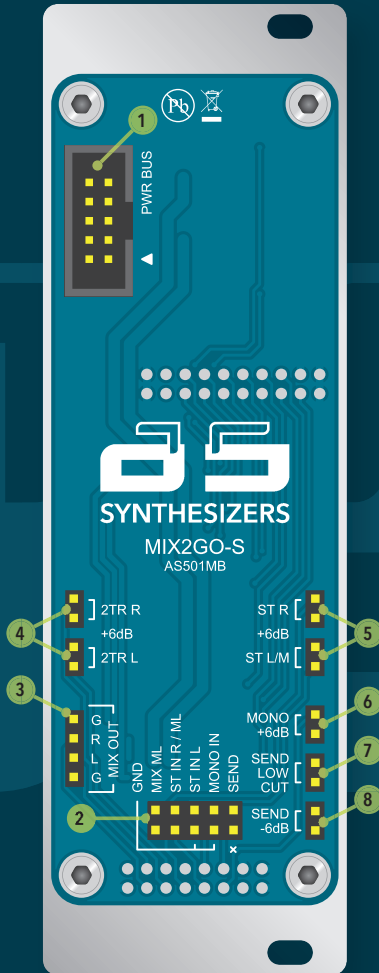 Pb
1
PWR BUS
as
SYNTHESIZERS
MIX2GO-S
AS501MB
4
2TR R
+6dB
2TR L
ST R
+6dB
ST L/M
5
3
G
R
L
G
MIX OUT
MONO
+6dB
6
SEND
LOW
CUT
7
SEND
-6dB
8
2
GND
MIX ML
ST IN R / ML
ST IN L
MONO IN
SEND
×